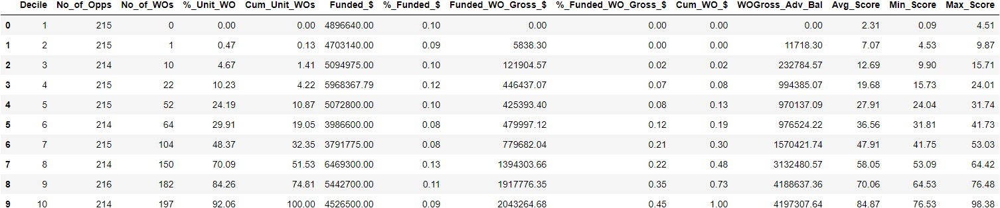 Decile No_of_Opps No_of_WOs %_Unit_WO Cum_Unit_WOs Funded_$ %_Funded_$ Funded_WO_Gross_$ %_Funded_WO_Gross_$ Cum_WO_$ WOGross_Adv_Bal Avg_Score Min_Score Max_Score
0 1 215 0 0.00 0.00 4896640.00 0.10 0.00 0.00 0.00 0.00 2.31 0.09 4.51
1 2 215 1 0.47 0.13 4703140.00 0.09 5838.30 0.00 0.00 11718.30 7.07 4.53 9.87
2 3 214 10 4.67 1.41 5094975.00 0.10 121904.57 0.02 0.02 232784.57 12.69 9.90 15.71
3 4 215 22 10.23 4.22 5968367.79 0.12 446437.07 0.07 0.08 994385.07 19.68 15.73 24.01
4 5 215 52 24.19 10.87 5072800.00 0.10 425393.40 0.08 0.13 970137.09 27.91 24.04 31.74
5 6 214 64 29.91 19.05 3986600.00 0.08 479997.12 0.12 0.19 976524.22 36.56 31.81 41.73
6 7 215 104 48.37 32.35 3791775.00 0.08 779682.04 0.21 0.30 1570421.74 47.91 41.75 53.03
7 8 214 150 70.09 51.53 6469300.00 0.13 1394303.66 0.22 0.48 3132480.57 58.05 53.09 64.42
8 9 216 182 84.26 74.81 5442700.00 0.11 1917776.35 0.35 0.73 4188637.36 70.06 64.53 76.48
9 10 214 197 92.06 100.00 4526500.00 0.09 2043264.68 0.45 1.00 4197307.64 84.87 76.53 98.38